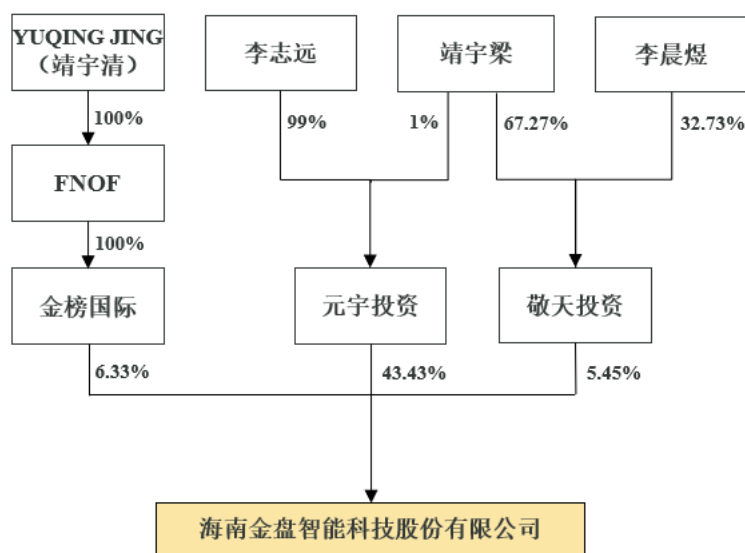 YUQING JING
（靖宇清）
李志远
靖宇梁
李晨煜
100%
99%
1%
67.27%
32.73%
FNOF
100%
金榜国际
元宇投资
敬天投资
6.33%
43.43%
5.45%
海南金盘智能科技股份有限公司